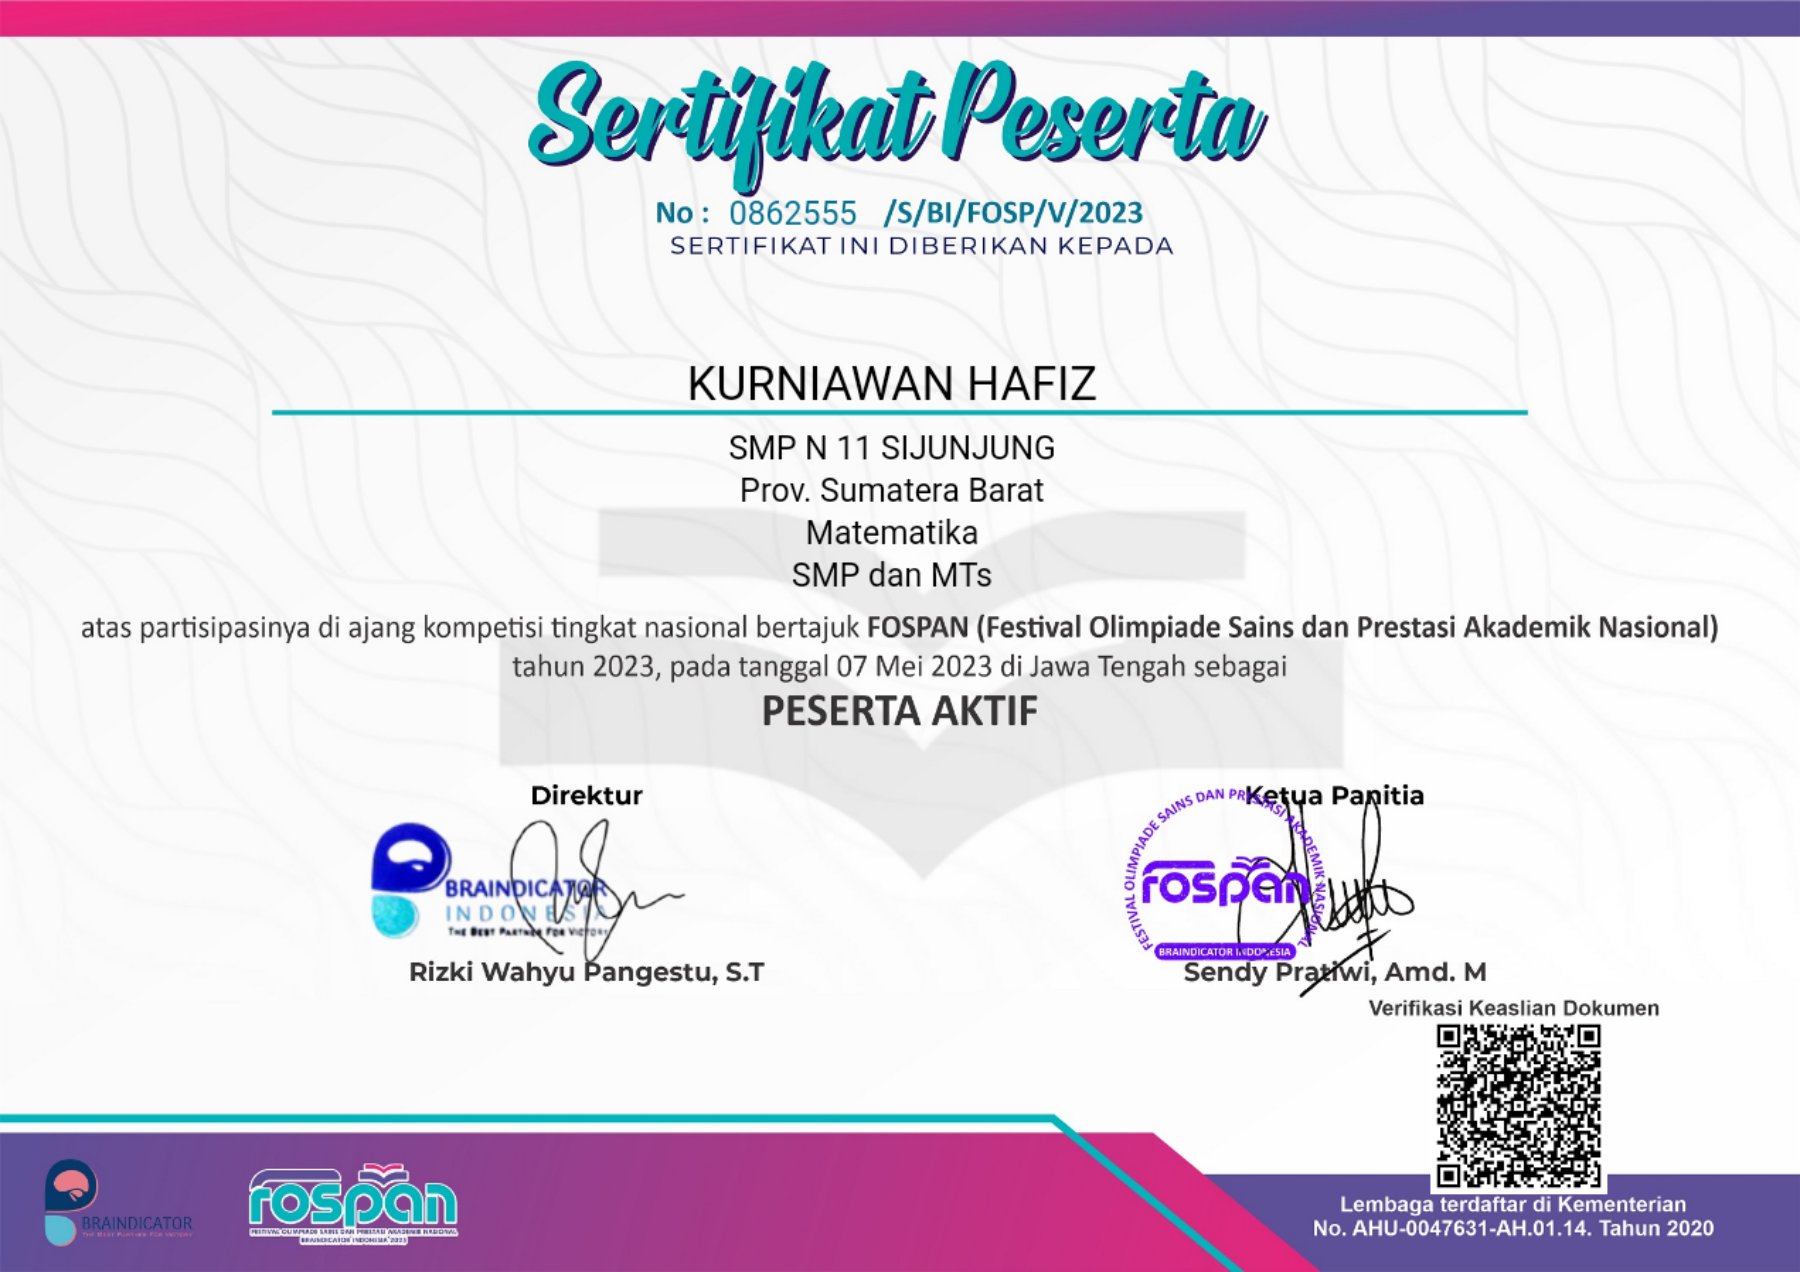 Sertifikat Peserta
No : 0862555 /S/BI/FOSP/V/2023
SERTIFIKAT INI DIBERIKAN KEPADA
KURNIAWAN HAFIZ
SMP N 11 SIJUNJUNG
Prov. Sumatera Barat
Matematika
SMP dan MTs
atas partisipasinya di ajang kompetisi tingkat nasional bertajuk FOSPAN (Festival Olimpiade Sains dan Prestasi Akademik Nasional)
tahun 2023, pada tanggal 07 Mei 2023 di Jawa Tengah sebagai
PESERTA AKTIF
Direktur
BRAINDICATOR
INDONESIA
THE BEST PARTNER FOR VICTORY
Rizki Wahyu Pangestu, S.T
Ketua Panitia
FESTIVAL OLIMPIADE SAINS DAN PRESTASI AKADEMIK NASIONAL
fospan
BRAINDICATOR INDONESIA
Sendy Pratiwi, Amd. M
Verifikasi Keaslian Dokumen
BRAINDICATOR
THE BEST PARTNER FOR VICTORY
fospan
FESTIVAL OLIMPIADE SAINS DAN PRESTASI AKADEMIK NASIONAL
BRAINDICATOR INDONESIA 2023
Lembaga terdaftar di Kementerian
No. AHU-0047631-AH.01.14. Tahun 2020